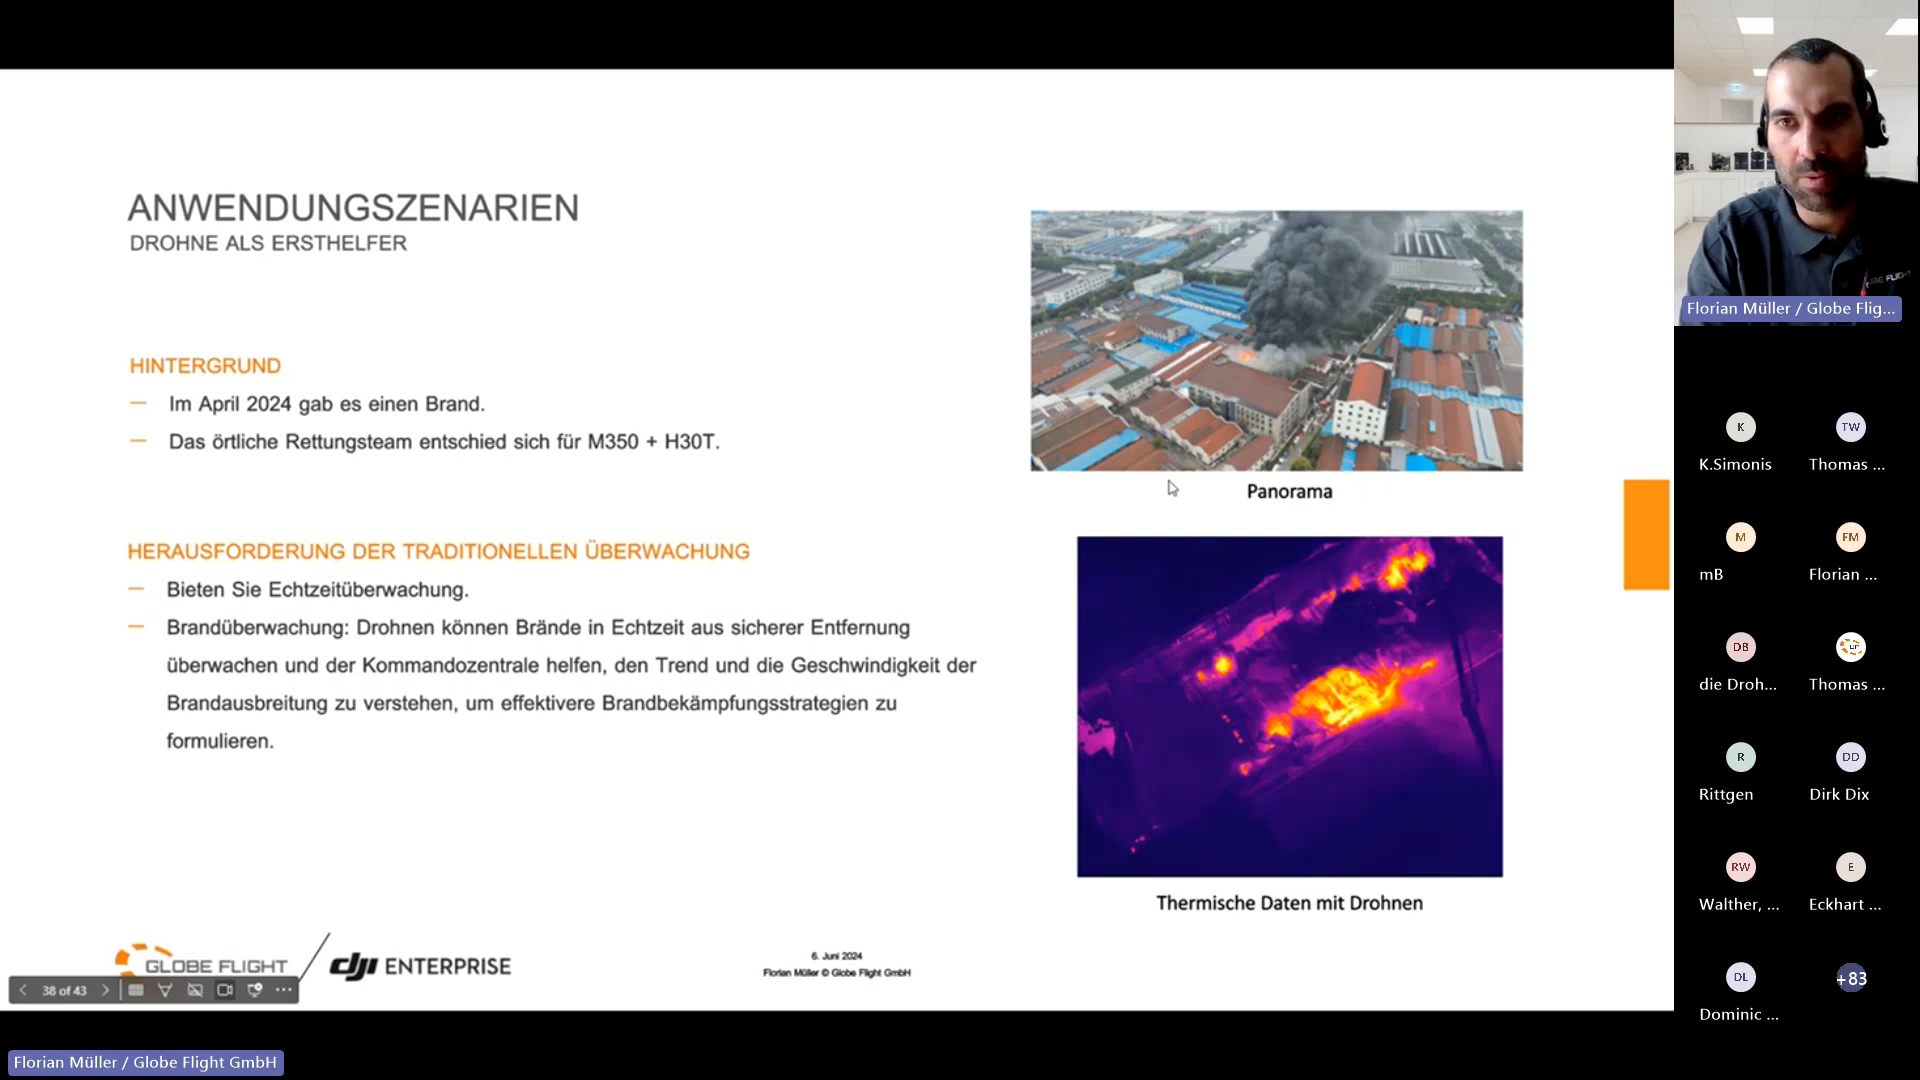 ANWENDUNGSZENARIEN
DROHNE ALS ERSTHELFER
HINTERGRUND
— Im April 2024 gab es einen Brand.
— Das örtliche Rettungsteam entschied sich für M350 + H30T.
HERAUSFORDERUNG DER TRADITIONELLEN ÜBERWACHUNG
— Bieten Sie Echtzeitüberwachung.
— Brandüberwachung: Drohnen können Brände in Echtzeit aus sicherer Entfernung
überwachen und der Kommandozentrale helfen, den Trend und die Geschwindigkeit der
Brandausbreitung zu verstehen, um effektivere Brandbekämpfungsstrategien zu
formulieren.
Panorama
Thermische Daten mit Drohnen
GLOBE FLIGHT
dji ENTERPRISE
6. Juni 2024
Florian Müller © Globe Flight GmbH
38 of 43
Florian Müller / Globe Flight GmbH
Florian Müller / Globe Flig...
K
K.Simonis
TW
Thomas ...
M
mB
FM
Florian ...
DB
die Droh...
Thomas ...
R
Rittgen
DD
Dirk Dix
RW
Walther, ...
E
Eckhart ...
DL
Dominic ...
+83